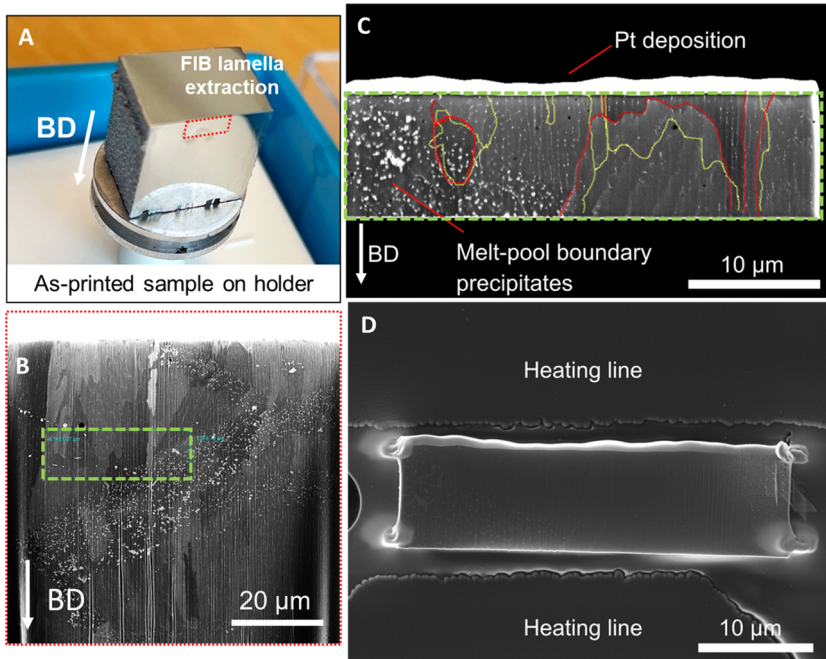 A
FIB lamella
extraction
BD
As-printed sample on holder
B
BD
20 µm
C
Pt deposition
BD
Melt-pool boundary
precipitates
10 µm
D
Heating line
Heating line
10 µm